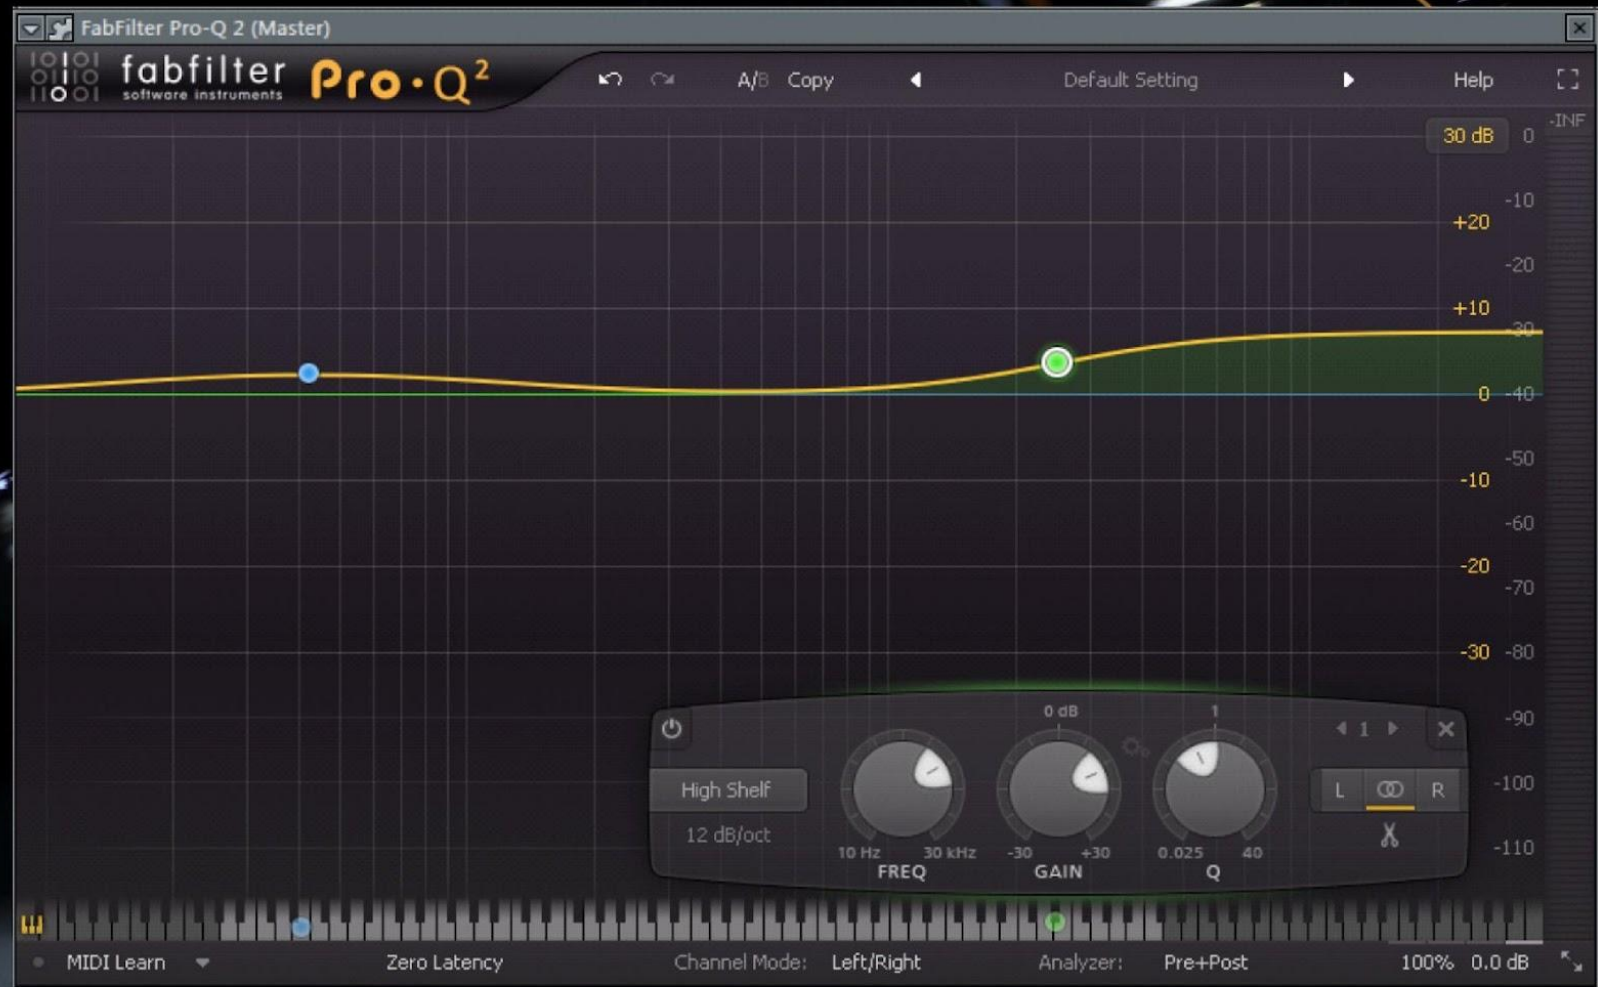 FabFilter Pro-Q 2 (Master)
fabfilter Pro·Q²
software instruments
A/B Copy Default Setting Help
-INF
30 dB 0
-10
+20
-20
+10
-30
0 -40
-50
-10
-60
-20
-70
-30 -80
-90
-100
-110
0 dB 1
1
High Shelf
12 dB/oct
L R
10 Hz 30 kHz -30 +30 0.025 40
FREQ GAIN Q
MIDI Learn Zero Latency Channel Mode: Left/Right Analyzer: Pre+Post 100% 0.0 dB